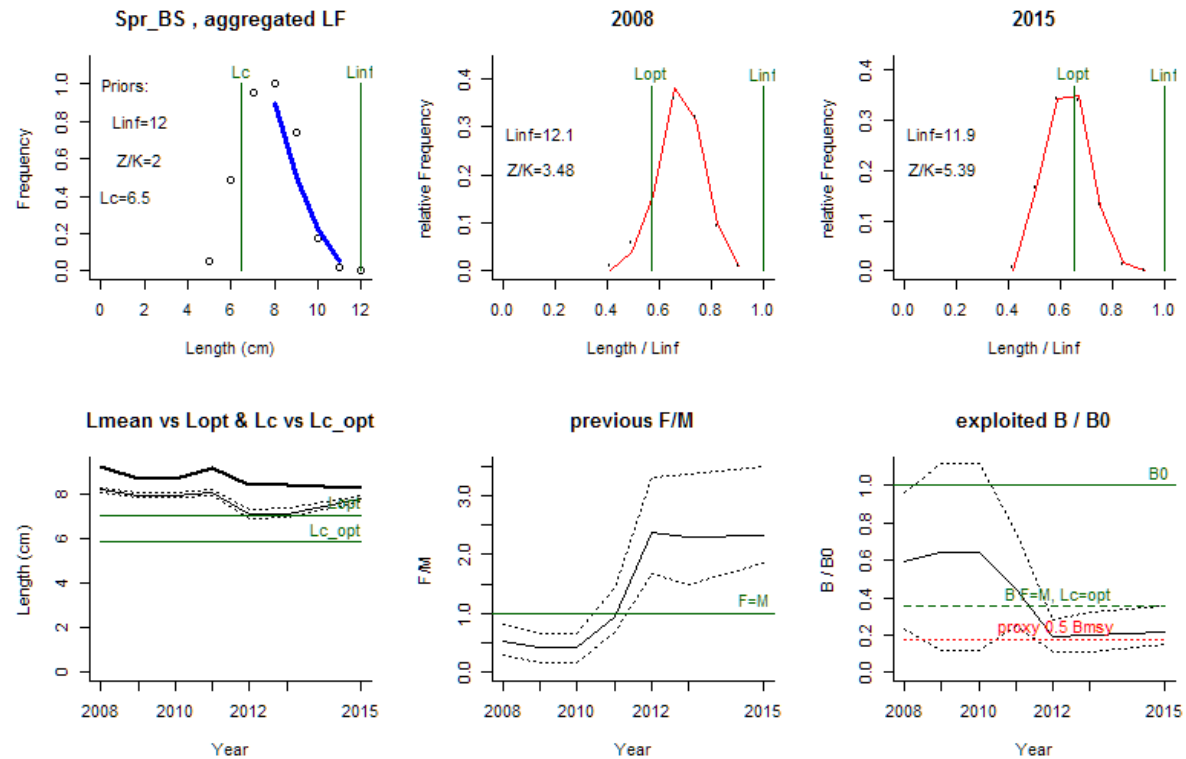 Spr_BS , aggregated LF
Frequency
0.0 0.2 0.4 0.6 0.8 1.0
Priors:
Linf=12
Z/K=2
Lc=6.5
Lc
Linf
0 2 4 6 8 10 12
Length (cm)
2008
relative Frequency
0.0 0.1 0.2 0.3 0.4
Lopt
Linf
Linf=12.1
Z/K=3.48
0.0 0.2 0.4 0.6 0.8 1.0
Length / Linf
2015
relative Frequency
0.0 0.1 0.2 0.3 0.4
Lopt
Linf
Linf=11.9
Z/K=5.39
0.0 0.2 0.4 0.6 0.8 1.0
Length / Linf
Lmean vs Lopt & Lc vs Lc_opt
Length (cm)
0 2 4 6 8
Lopt
Lc_opt
2008 2010 2012 2015
Year
previous F/M
F/M
0.0 1.0 2.0 3.0
F=M
2008 2010 2012 2015
Year
exploited B / B0
B / B0
0.0 0.2 0.4 0.6 0.8 1.0
B0
B F=M, Lc=opt
proxy 0.5 Bmsy
2008 2010 2012 2015
Year